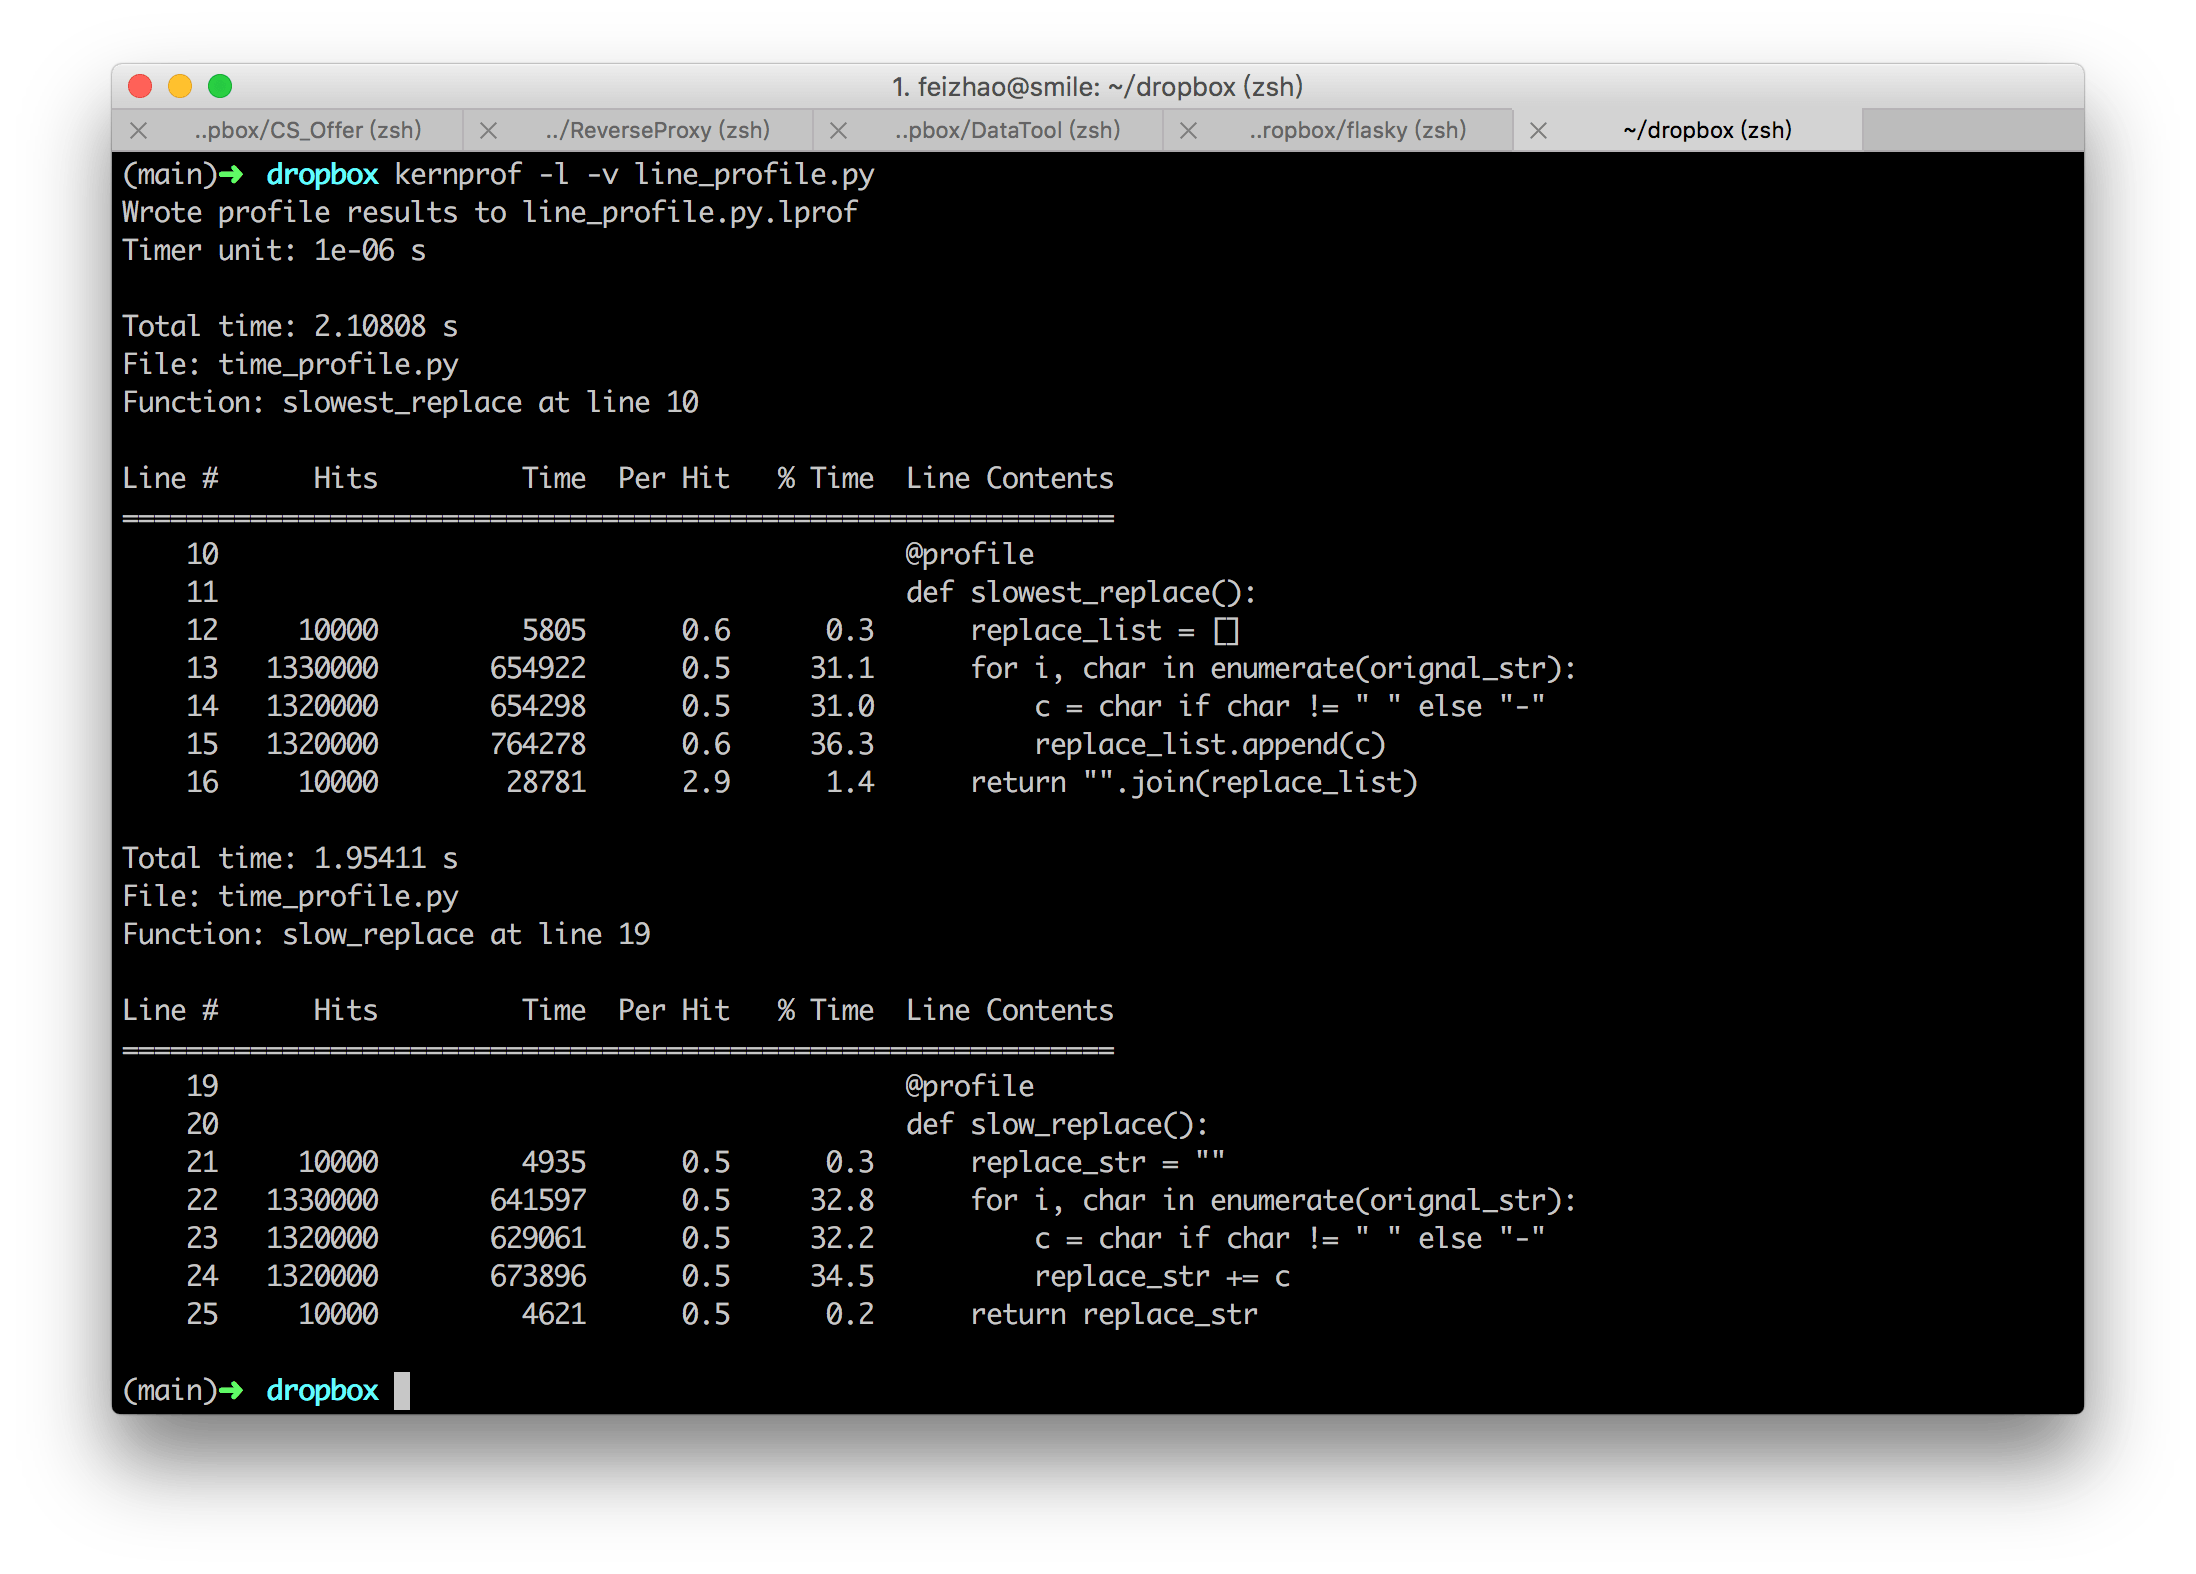 1. feizhao@smile: ~/dropbox (zsh)
..pbox/CS_Offer (zsh) ../ReverseProxy (zsh) ..pbox/DataTool (zsh) ..ropbox/flasky (zsh) ~/dropbox (zsh)
(main)➜  dropbox kernprof -l -v line_profile.py
Wrote profile results to line_profile.py.lprof
Timer unit: 1e-06 s
Total time: 2.10808 s
File: time_profile.py
Function: slowest_replace at line 10
Line #      Hits         Time  Per Hit   % Time  Line Contents
==============================================================
    10                                           @profile
    11                                           def slowest_replace():
    12     10000         5805      0.6      0.3      replace_list = []
    13   1330000       654922      0.5     31.1      for i, char in enumerate(orignal_str):
    14   1320000       654298      0.5     31.0          c = char if char != " " else "-"
    15   1320000       764278      0.6     36.3          replace_list.append(c)
    16     10000        28781      2.9      1.4      return "".join(replace_list)
Total time: 1.95411 s
File: time_profile.py
Function: slow_replace at line 19
Line #      Hits         Time  Per Hit   % Time  Line Contents
==============================================================
    19                                           @profile
    20                                           def slow_replace():
    21     10000         4935      0.5      0.3      replace_str = ""
    22   1330000       641597      0.5     32.8      for i, char in enumerate(orignal_str):
    23   1320000       629061      0.5     32.2          c = char if char != " " else "-"
    24   1320000       673896      0.5     34.5          replace_str += c
    25     10000         4621      0.5      0.2      return replace_str
(main)➜  dropbox